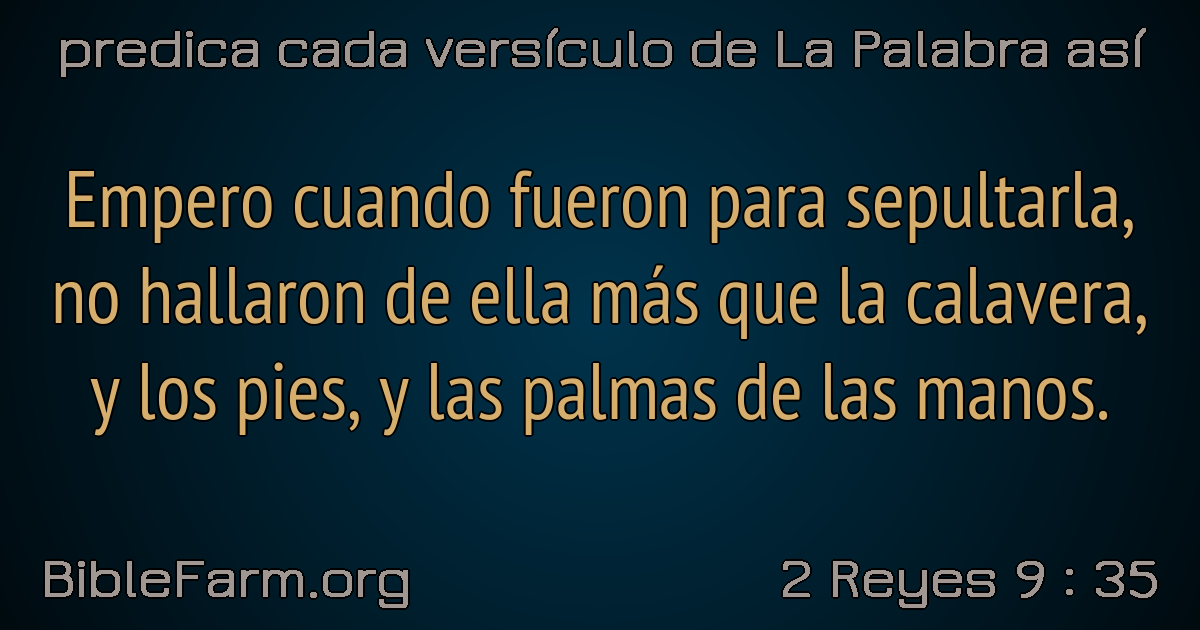 predica cada versículo de La Palabra así
Empero cuando fueron para sepultarla,
no hallaron de ella más que la calavera,
y los pies, y las palmas de las manos.
BibleFarm.org
2 Reyes 9 : 35